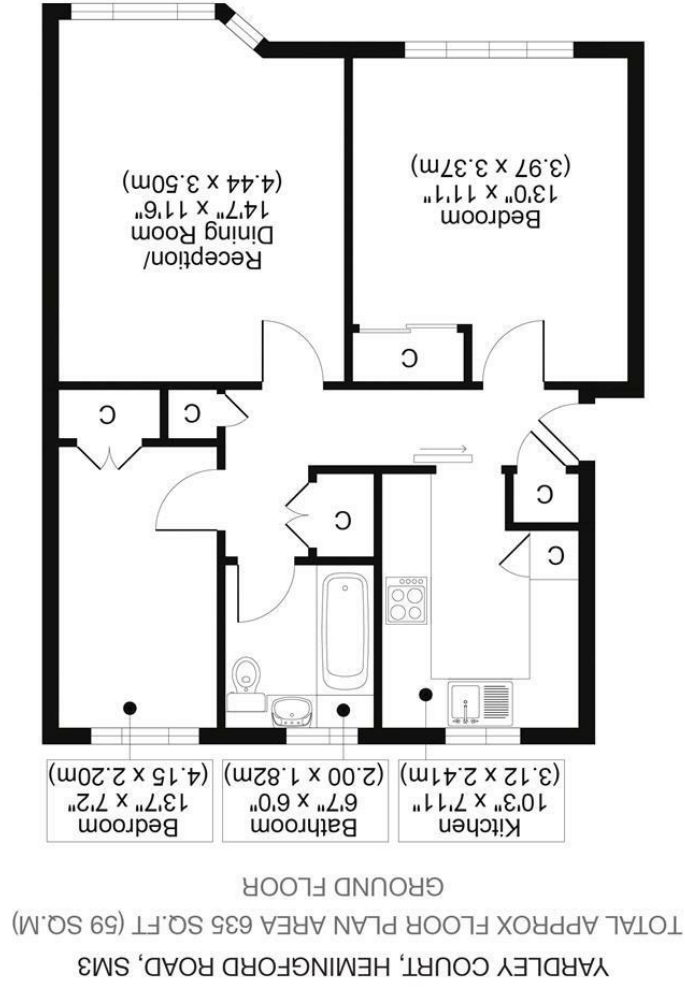 YARDLEY COURT, HEMINGFORD ROAD, SM3
TOTAL APPROX FLOOR PLAN AREA 635 SQ.FT (59 SQ.M)
GROUND FLOOR
Kitchen
10'3" x 7'11"
(3.12 x 2.41m)
Bathroom
6'7" x 6'0"
(2.00 x 1.82m)
Bedroom
13'7" x 7'2"
(4.15 x 2.20m)
C
C
C
C
C
C
Bedroom
13'0" x 11'1"
(3.97 x 3.37m)
Reception/
Dining Room
14'7" x 11'6"
(4.44 x 3.50m)